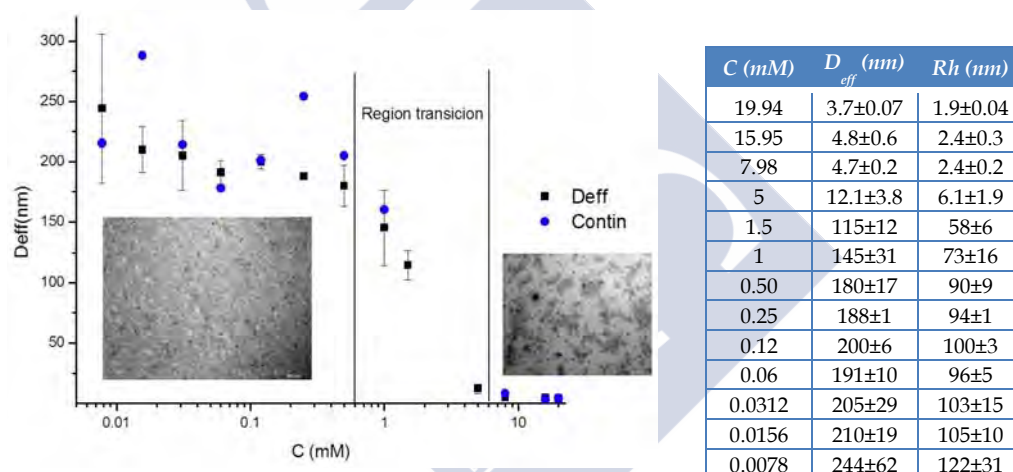 300
250
200
150
100
50
Deff(nm)
Region transicion
Deff
Contin
0.01
0.1
1
10
C (mM)
C (mM) D eff (nm) Rh (nm)
19.94 3.7±0.07 1.9±0.04
15.95 4.8±0.6 2.4±0.3
7.98 4.7±0.2 2.4±0.2
5 12.1±3.8 6.1±1.9
1.5 115±12 58±6
1 145±31 73±16
0.50 180±17 90±9
0.25 188±1 94±1
0.12 200±6 100±3
0.06 191±10 96±5
0.0312 205±29 103±15
0.0156 210±19 105±10
0.0078 244±62 122±31